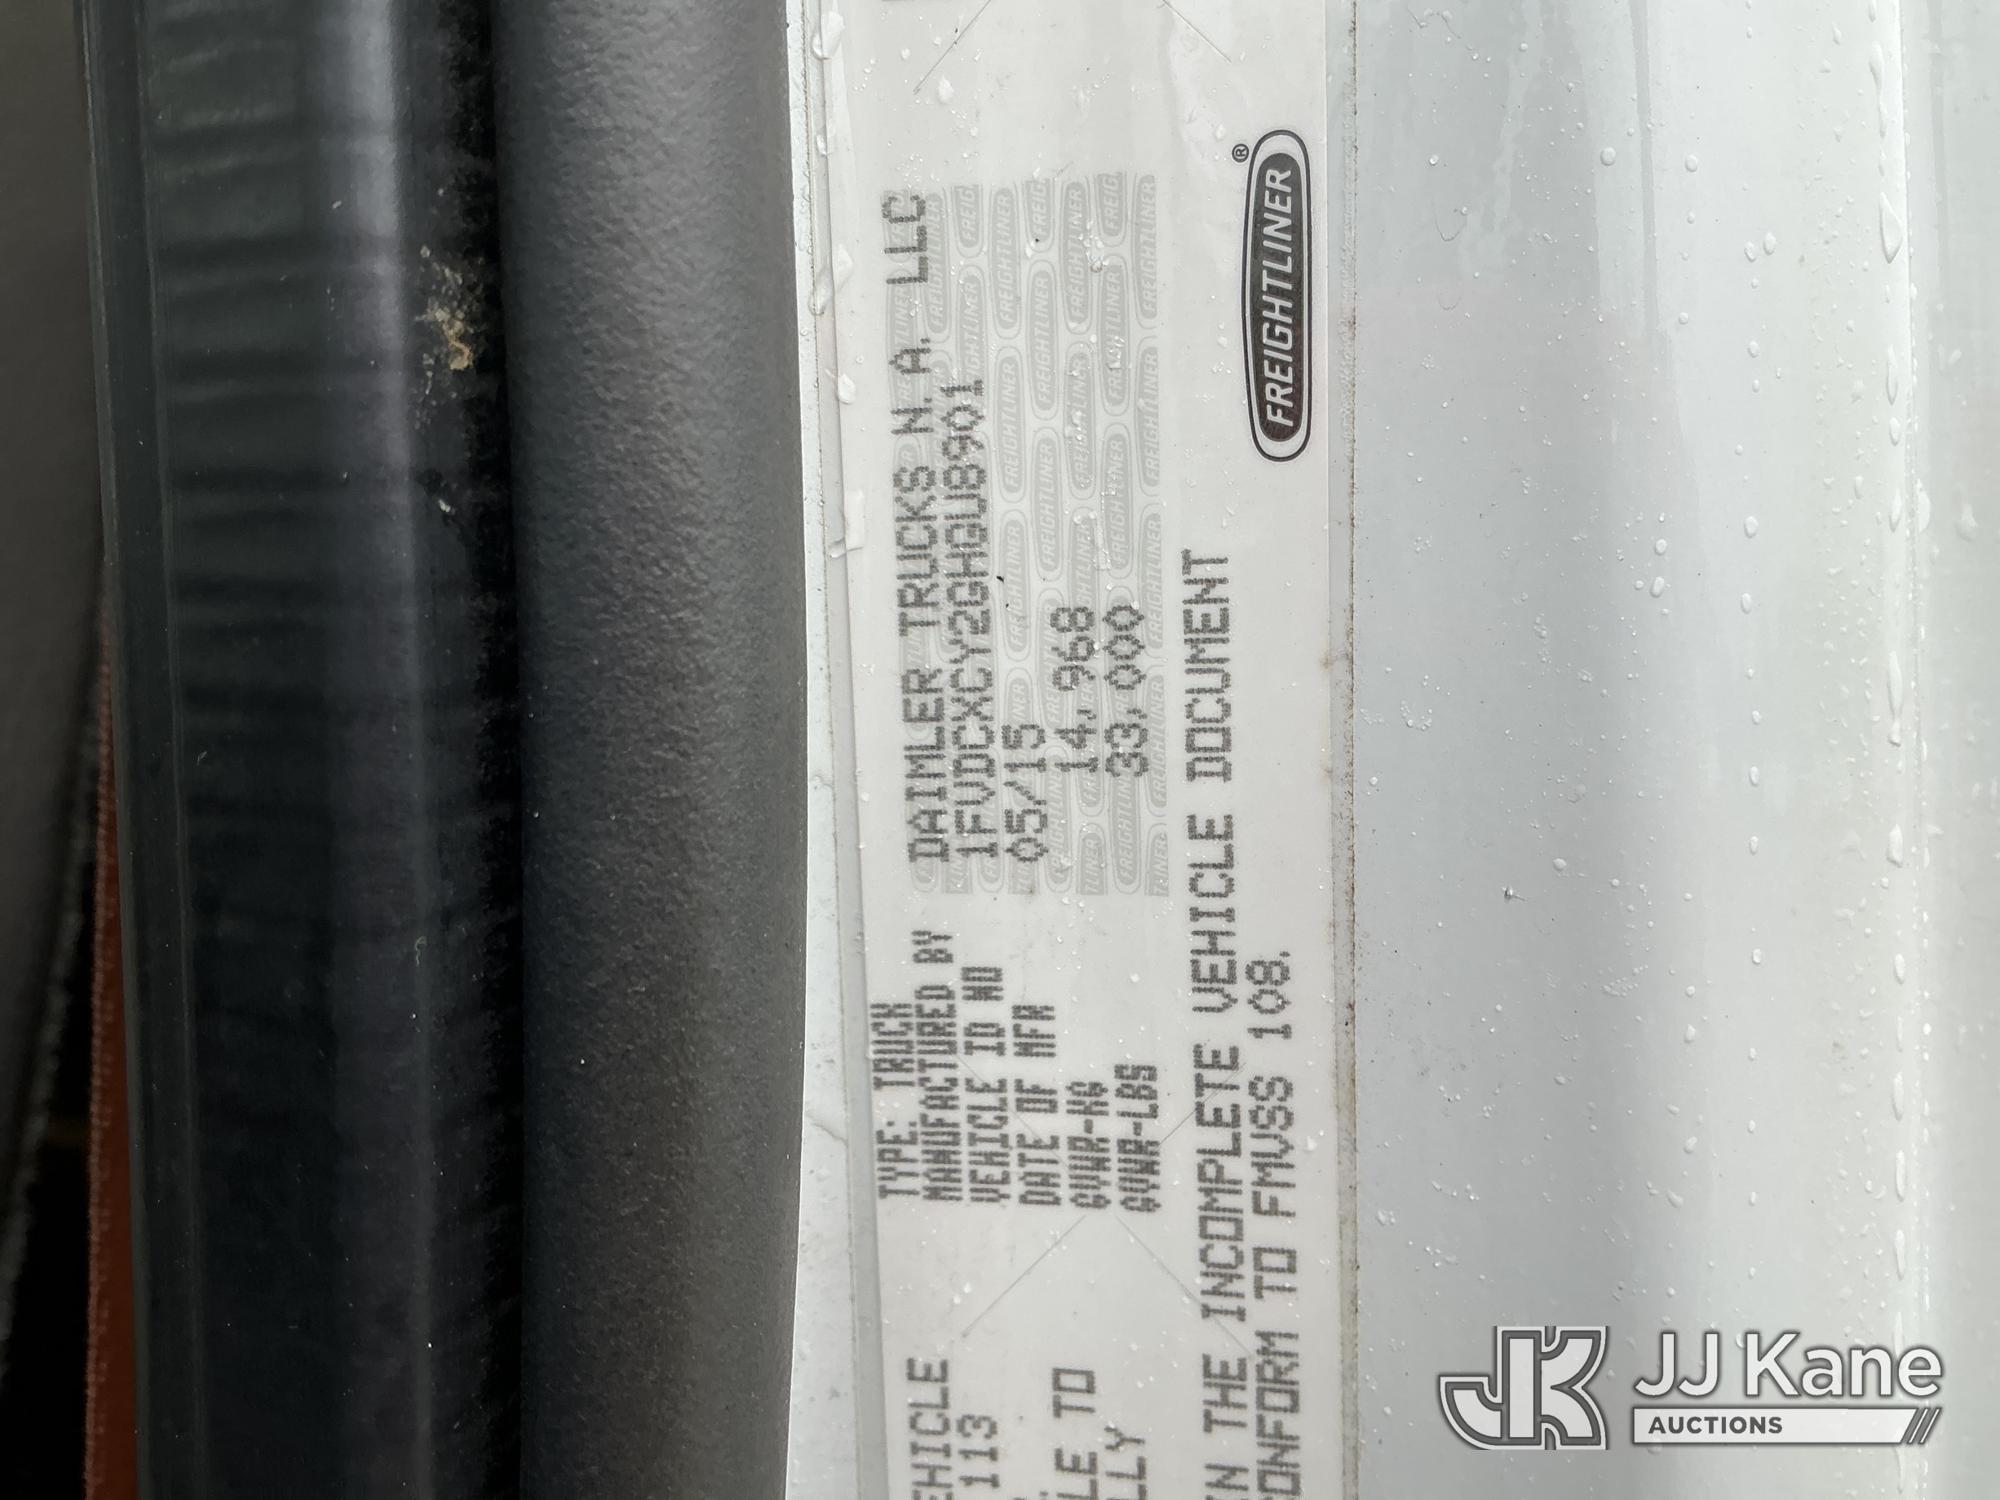 EHICLE
113
LE TO
LLY
TYPE: TRUCK
MANUFACTURED BY DAIMLER TRUCKS N.A. LLC
VEHICLE ID NO 1FVDCXCY2GHGU8901
DATE OF MFR 05/15
GVWR-KG 14,968
GVWR-LBS 33,000
IN THE INCOMPLETE VEHICLE DOCUMENT
CONFORM TO FMVSS 108.
FREIGHTLINER®
JK JJ Kane
AUCTIONS